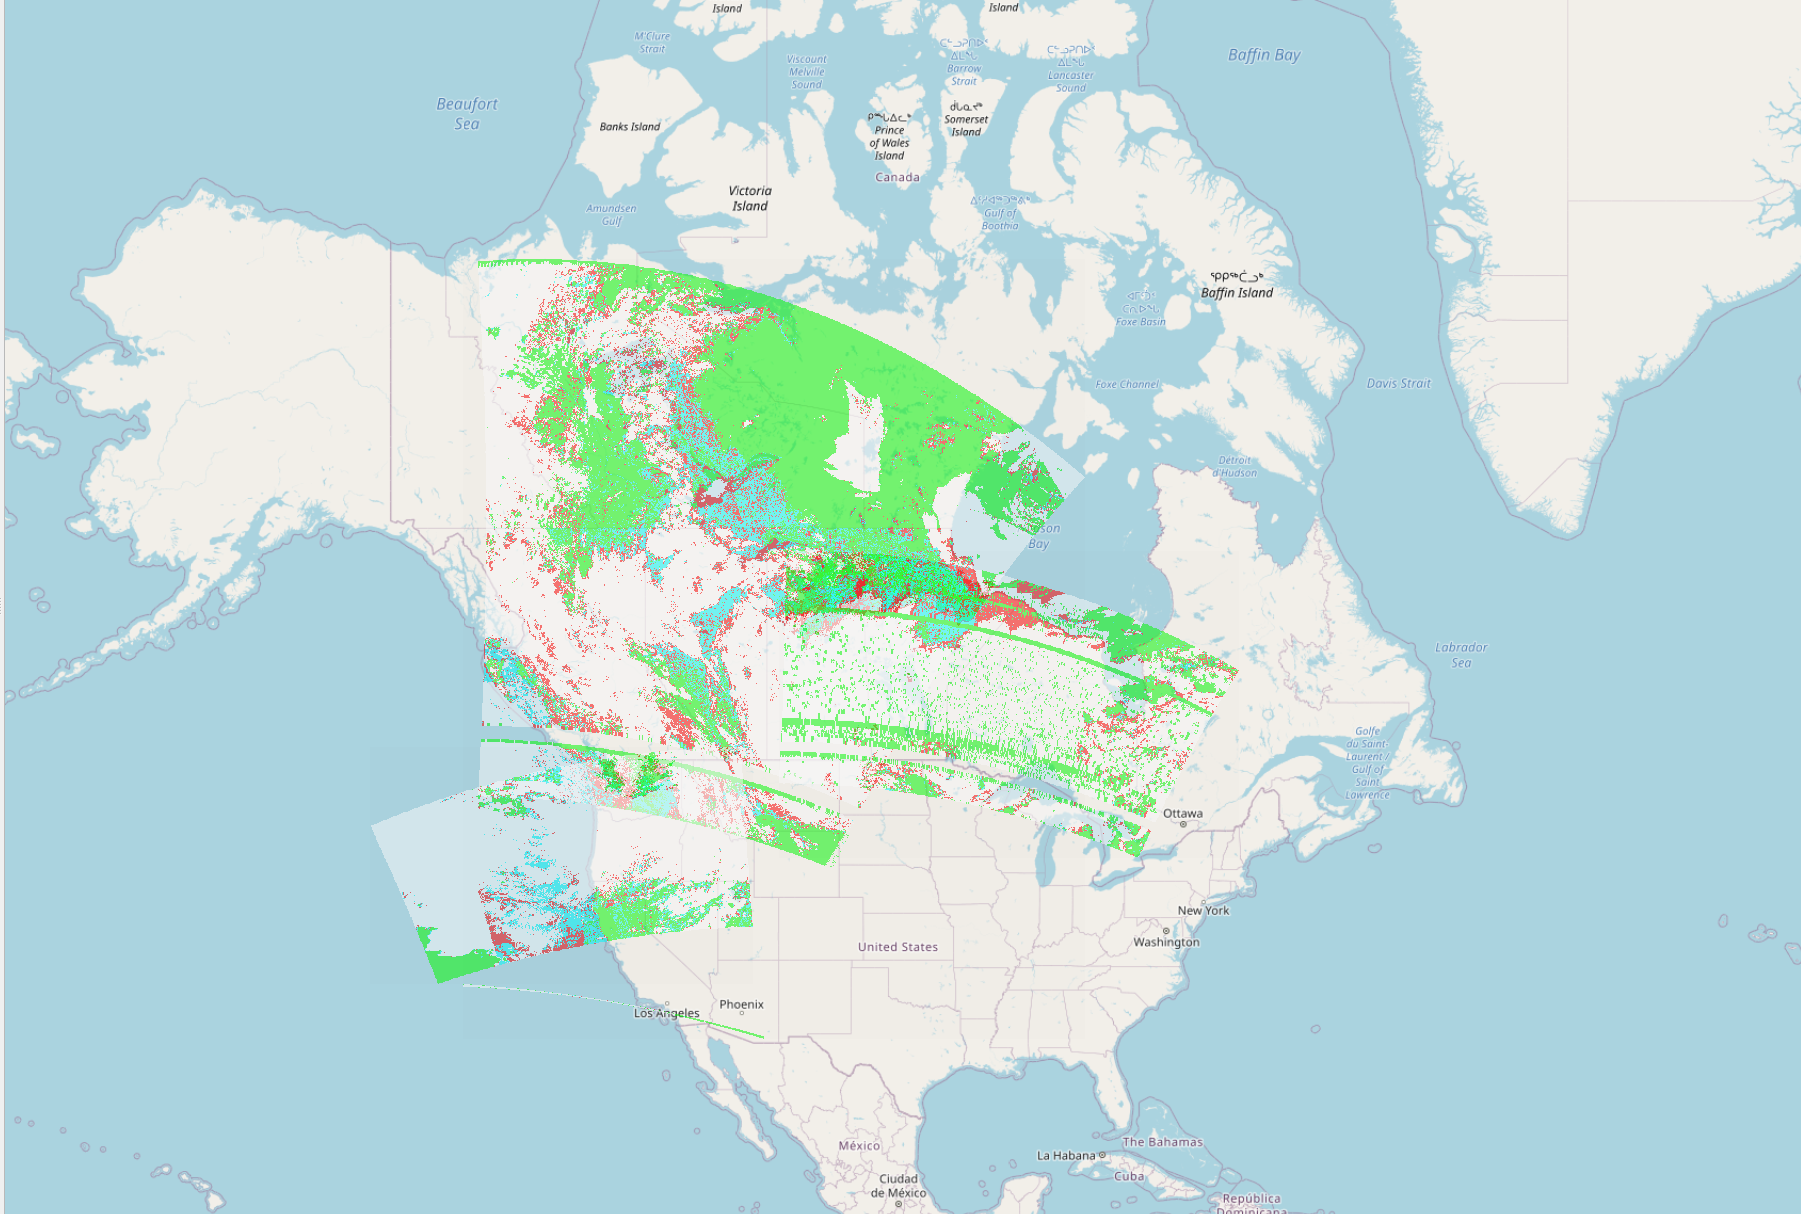 Island
Island
M'Clure
Strait
Viscount
Melville
Sound
Barrow
Strait
Lancaster
Sound
Baffin Bay
Beaufort
Sea
Banks Island
Prince
of Wales
Island
Somerset
Island
Canada
Victoria
Island
Amundsen
Gulf
Gulf of
Boothia
ᕿᑭᖅᑖᓗᒃ
Baffin Island
Foxe Basin
Foxe Channel
Davis Strait
Détroit
d'Hudson
Bay
Labrador
Sea
Golfe
du Saint-
Laurent /
Gulf of
Saint
Lawrence
Ottawa
New York
Washington
United States
Los Angeles
Phoenix
México
Ciudad
de México
La Habana
The Bahamas
Cuba
República
Dominicana